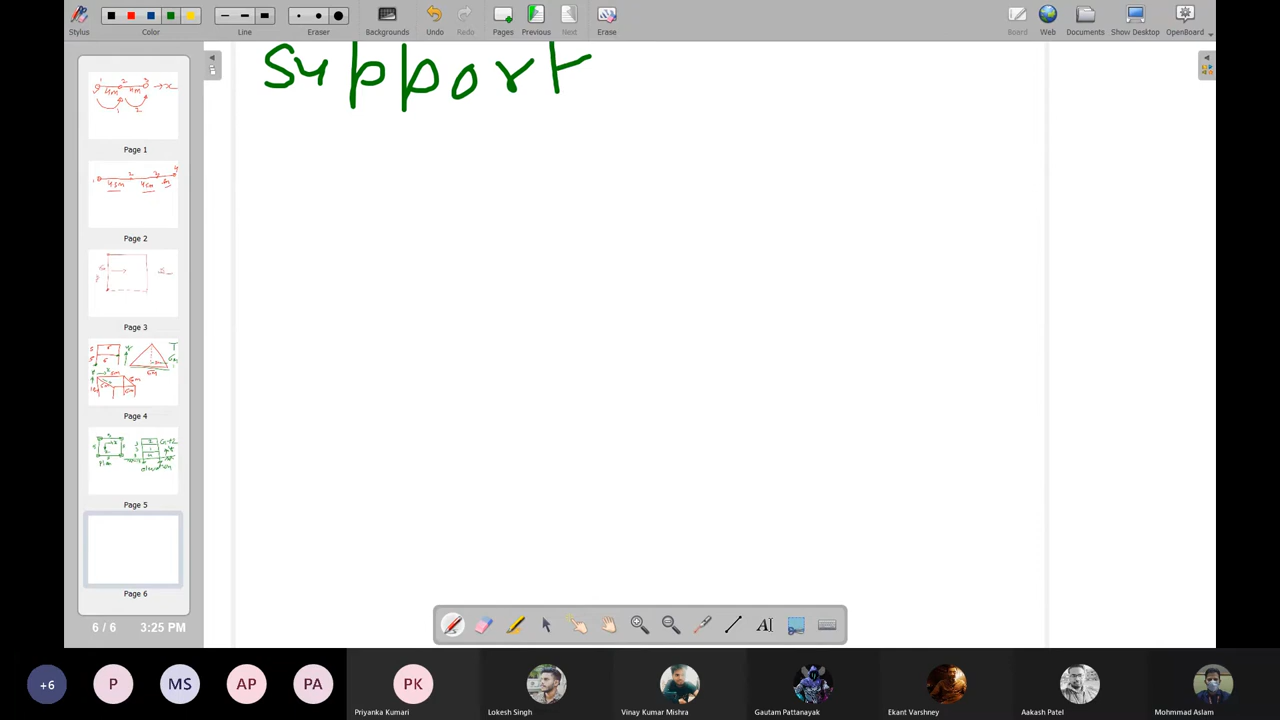 Stylus
Color
Line
Eraser
Backgrounds
Undo
Redo
Pages
Previous
Next
Erase
Board
Web
Documents
Show Desktop
OpenBoard
Support
Page 1
Page 2
Page 3
Page 4
Page 5
Page 6
6 / 6 3:25 PM
+6
P
MS
AP
PA
PK
Priyanka Kumari
Lokesh Singh
Vinay Kumar Mishra
Gautam Pattanayak
Ekant Varshney
Aakash Patel
Mohmmad Aslam